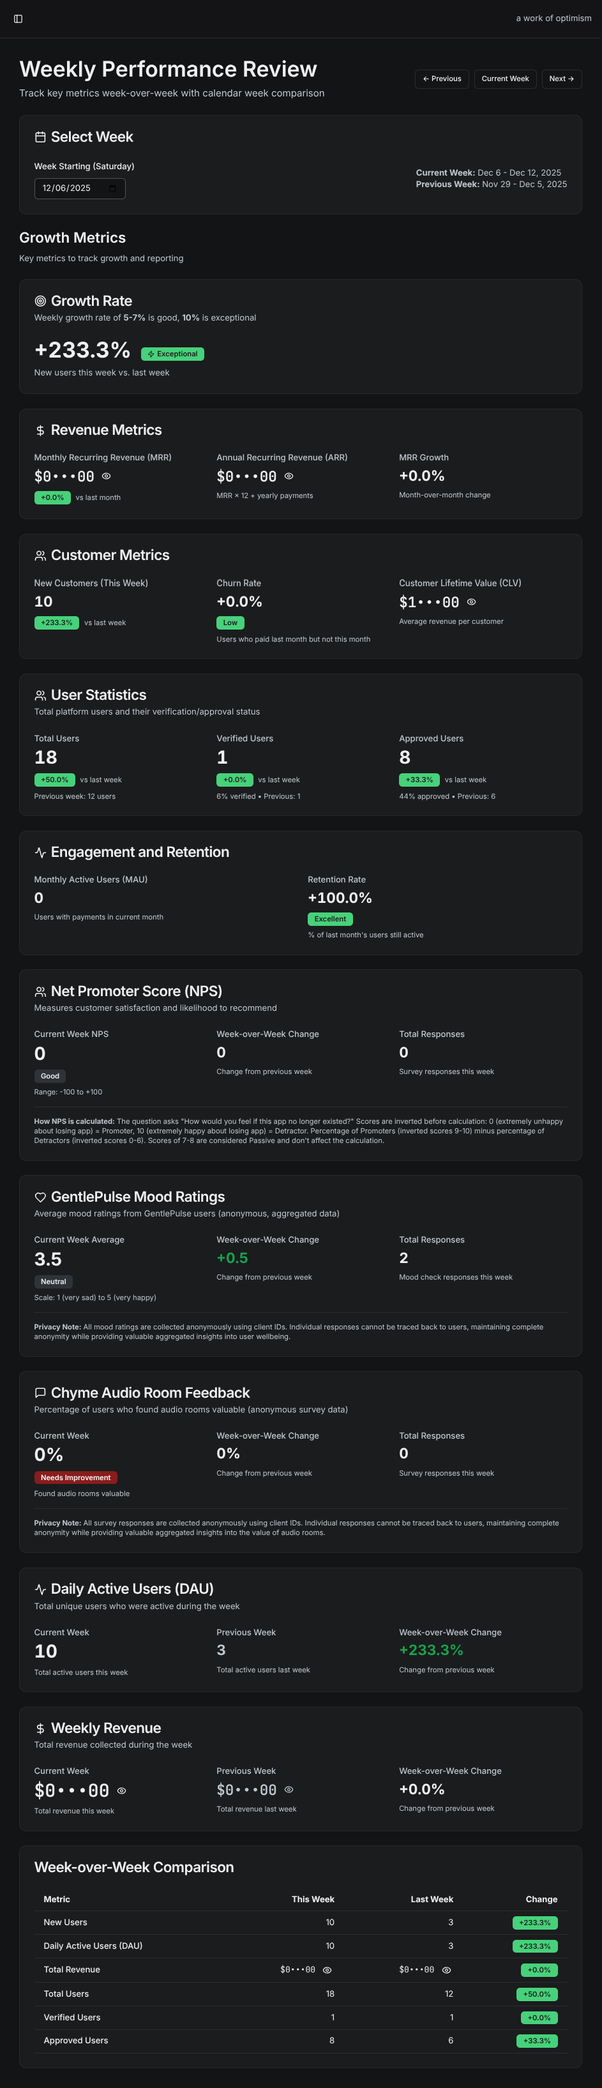 a work of optimism
Weekly Performance Review
Track key metrics week-over-week with calendar week comparison
← Previous
Current Week
Next →
Select Week
Week Starting (Saturday)
12/06/2025
Current Week: Dec 6 - Dec 12, 2025
Previous Week: Nov 29 - Dec 5, 2025
Growth Metrics
Key metrics to track growth and reporting
Growth Rate
Weekly growth rate of 5-7% is good, 10% is exceptional
+233.3% Exceptional
New users this week vs. last week
Revenue Metrics
Monthly Recurring Revenue (MRR)
$0•••00
+0.0% vs last month
Annual Recurring Revenue (ARR)
$0•••00
MRR × 12 + yearly payments
MRR Growth
+0.0%
Month-over-month change
Customer Metrics
New Customers (This Week)
10
+233.3% vs last week
Churn Rate
+0.0%
Low
Users who paid last month but not this month
Customer Lifetime Value (CLV)
$1•••00
Average revenue per customer
User Statistics
Total platform users and their verification/approval status
Total Users
18
+50.0% vs last week
Previous week: 12 users
Verified Users
1
+0.0% vs last week
6% verified • Previous: 1
Approved Users
8
+33.3% vs last week
44% approved • Previous: 6
Engagement and Retention
Monthly Active Users (MAU)
0
Users with payments in current month
Retention Rate
+100.0%
Excellent
% of last month's users still active
Net Promoter Score (NPS)
Measures customer satisfaction and likelihood to recommend
Current Week NPS
0
Good
Range: -100 to +100
Week-over-Week Change
0
Change from previous week
Total Responses
0
Survey responses this week
How NPS is calculated: The question asks "How would you feel if this app no longer existed?" Scores are inverted before calculation: 0 (extremely unhappy
about losing app) = Promoter, 10 (extremely happy about losing app) = Detractor. Percentage of Promoters (inverted scores 9-10) minus percentage of
Detractors (inverted scores 0-6). Scores of 7-8 are considered Passive and don't affect the calculation.
GentlePulse Mood Ratings
Average mood ratings from GentlePulse users (anonymous, aggregated data)
Current Week Average
3.5
Neutral
Scale: 1 (very sad) to 5 (very happy)
Week-over-Week Change
+0.5
Change from previous week
Total Responses
2
Mood check responses this week
Privacy Note: All mood ratings are collected anonymously using client IDs. Individual responses cannot be traced back to users, maintaining complete
anonymity while providing valuable aggregated insights into user wellbeing.
Chyme Audio Room Feedback
Percentage of users who found audio rooms valuable (anonymous survey data)
Current Week
0%
Needs Improvement
Found audio rooms valuable
Week-over-Week Change
0%
Change from previous week
Total Responses
0
Survey responses this week
Privacy Note: All survey responses are collected anonymously using client IDs. Individual responses cannot be traced back to users, maintaining complete
anonymity while providing valuable aggregated insights into the value of audio rooms.
Daily Active Users (DAU)
Total unique users who were active during the week
Current Week
10
Total active users this week
Previous Week
3
Total active users last week
Week-over-Week Change
+233.3%
Change from previous week
Weekly Revenue
Total revenue collected during the week
Current Week
$0•••00
Total revenue this week
Previous Week
$0•••00
Total revenue last week
Week-over-Week Change
+0.0%
Change from previous week
Week-over-Week Comparison
Metric This Week Last Week Change
New Users 10 3 +233.3%
Daily Active Users (DAU) 10 3 +233.3%
Total Revenue $0•••00 $0•••00 +0.0%
Total Users 18 12 +50.0%
Verified Users 1 1 +0.0%
Approved Users 8 6 +33.3%